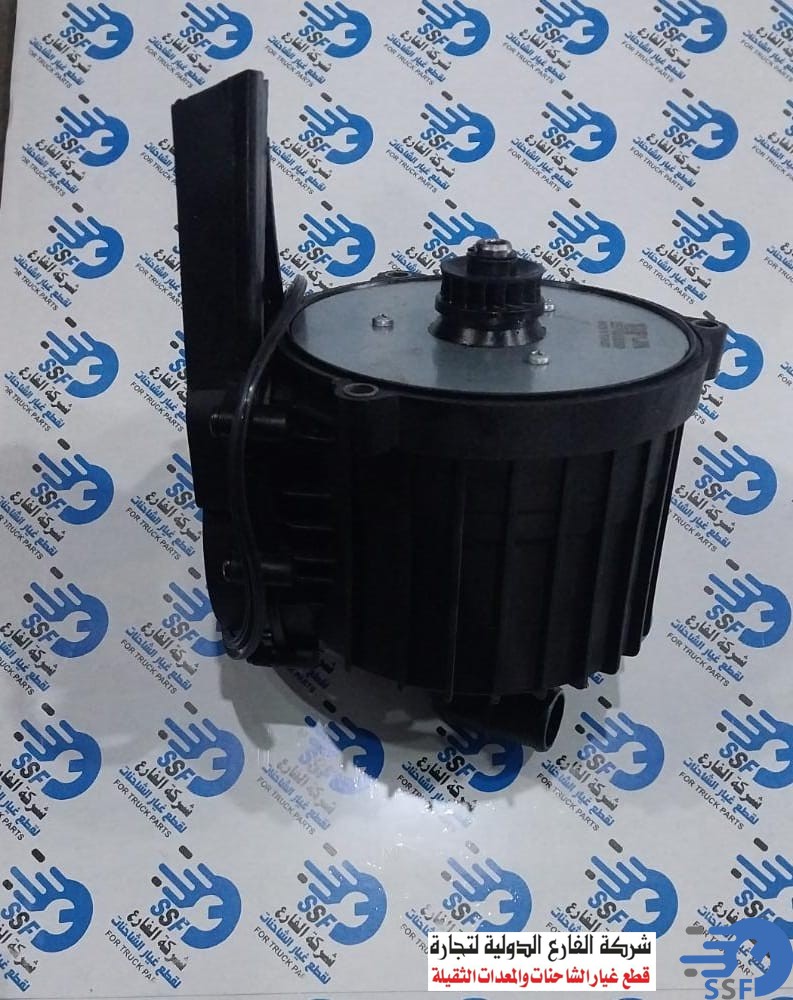 SSF
شركة الفارع
لقطع غيار الشاحنات
FOR TRUCK PARTS
شركة الفارع الدولية لتجارة
قطع غيار الشاحنات والمعدات الثقيلة
SSF